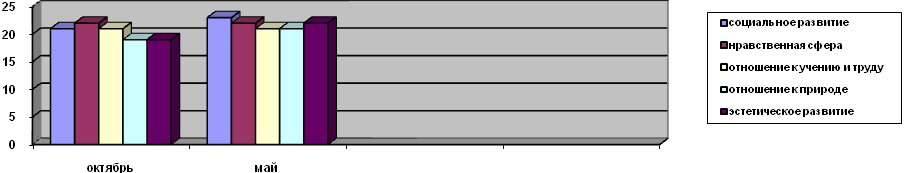 25
20
15
10
5
0
октябрь
май
социальное развитие
нравственная сфера
отношение к учению и труду
отношение к природе
эстетическое развитие